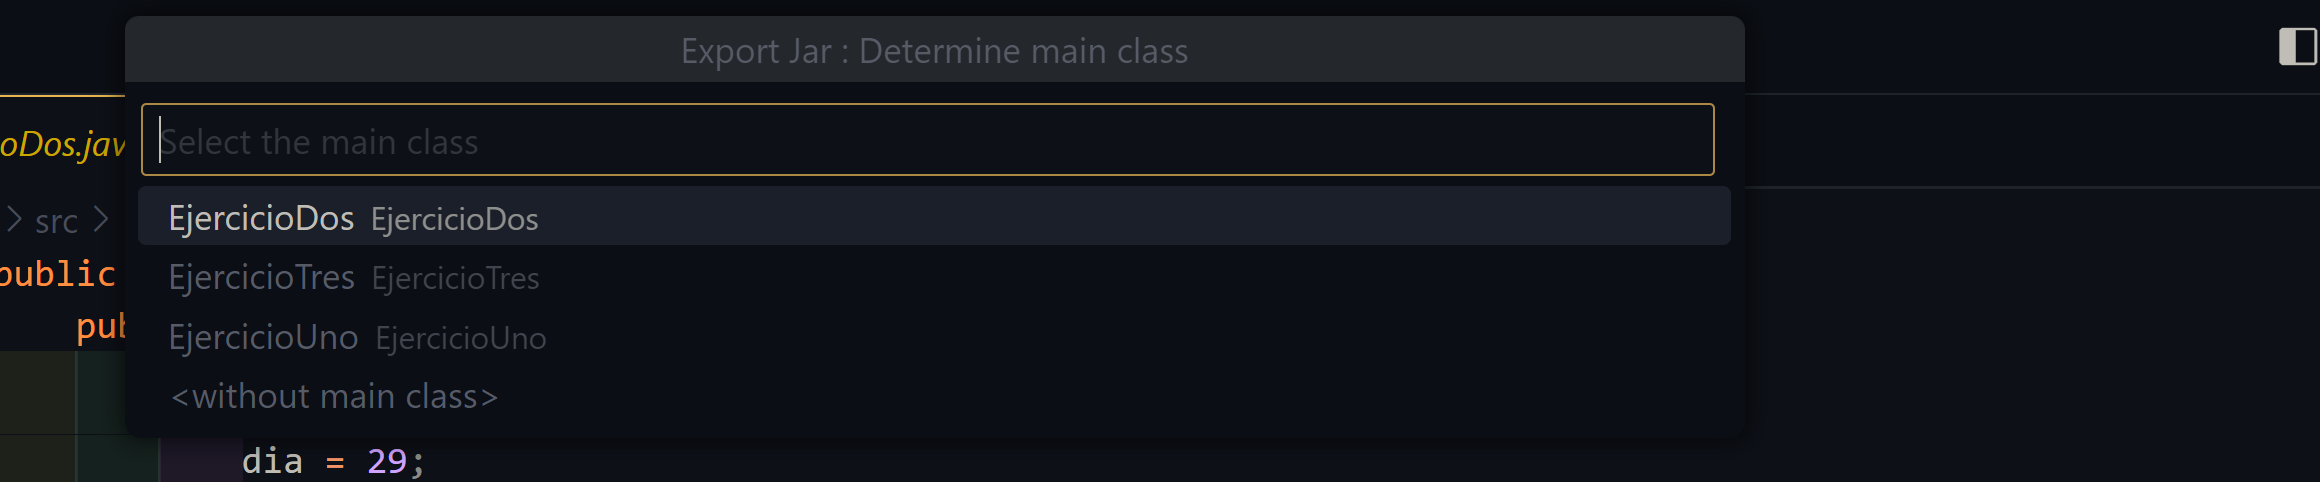 Export Jar : Determine main class
Select the main class
oDos.jav
EjercicioDos EjercicioDos
> src >
public
EjercicioTres EjercicioTres
pub
EjercicioUno EjercicioUno
<without main class>
dia = 29;